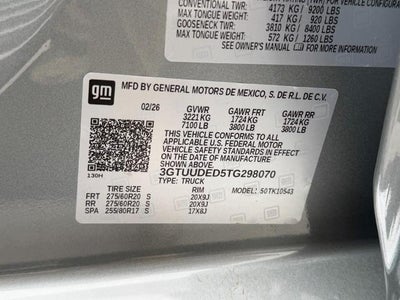 CONVENTIONAL TWR 4173 KG / 9200 LBS
MAX TONGUE WEIGHT 417 KG / 920 LBS
GOOSENECK TWR 3810 KG / 8400 LBS
MAX TONGUE WEIGHT 572 KG / 1260 LBS
SEE OWNER'S MANUAL FOR MORE INFORMATION
gm
MFD BY GENERAL MOTORS DE MEXICO, S. DE R.L. DE C.V.
02/26 GVWR GAWR FRT GAWR RR
3221 KG 1724 KG 1724 KG
7100 LB 3800 LB 3800 LB
THIS VEHICLE CONFORMS TO ALL
APPLICABLE U.S. FEDERAL MOTOR
VEHICLE SAFETY AND THEFT PREVENTION
STANDARDS IN EFFECT ON THE DATE OF
MANUFACTURE SHOWN ABOVE.
3GTUUDED5TG298070
130H TYPE: TRUCK
TIRE SIZE RIM MODEL: 50TK10543
FRT 275/60R20 S 20X9J
RR 275/60R20 S 20X9J
SPA 255/80R17 S 17X8J